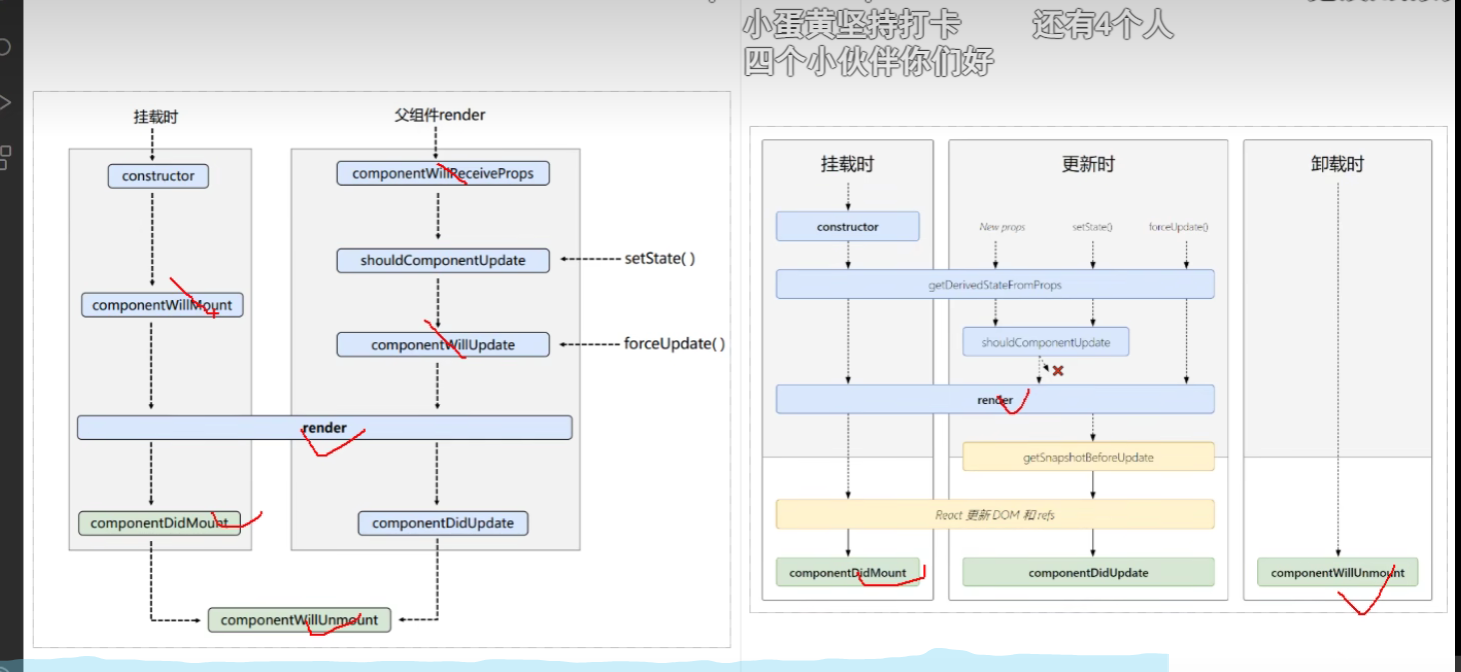 小蛋黄坚持打卡
还有4个人
四个小伙伴你们好
挂载时
父组件render
constructor
componentWillReceiveProps
shouldComponentUpdate
setState( )
componentWillMount
componentWillUpdate
forceUpdate( )
render
componentDidMount
componentDidUpdate
componentWillUnmount
挂载时
更新时
卸载时
constructor
New props
setState()
forceUpdate()
getDerivedStateFromProps
shouldComponentUpdate
render
getSnapshotBeforeUpdate
React 更新 DOM 和 refs
componentDidMount
componentDidUpdate
componentWillUnmount